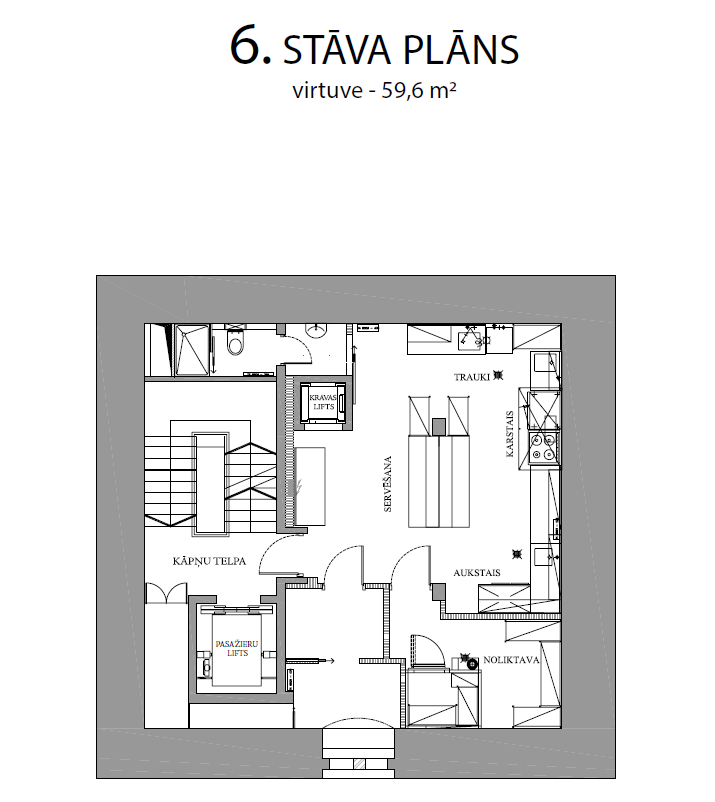 6. STĀVA PLĀNS
virtuve - 59,6 m²
TRAUKI
KRAVAS
LIFTS
KARSTAIS
SERVĒŠANA
KĀPŅU TELPA
AUKSTAIS
PASAŽIERU
LIFTS
NOLIKTAVA